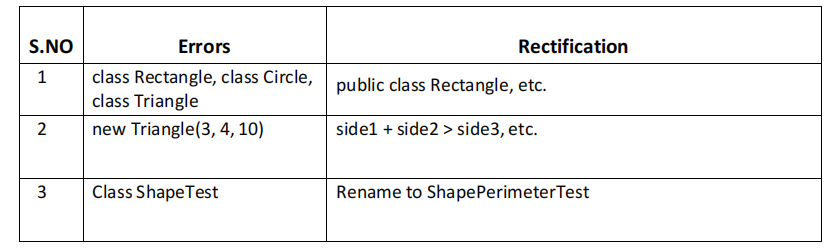 S.NO Errors Rectification
1 class Rectangle, class Circle, public class Rectangle, etc.
class Triangle
2 new Triangle(3, 4, 10) side1 + side2 > side3, etc.
3 Class ShapeTest Rename to ShapePerimeterTest